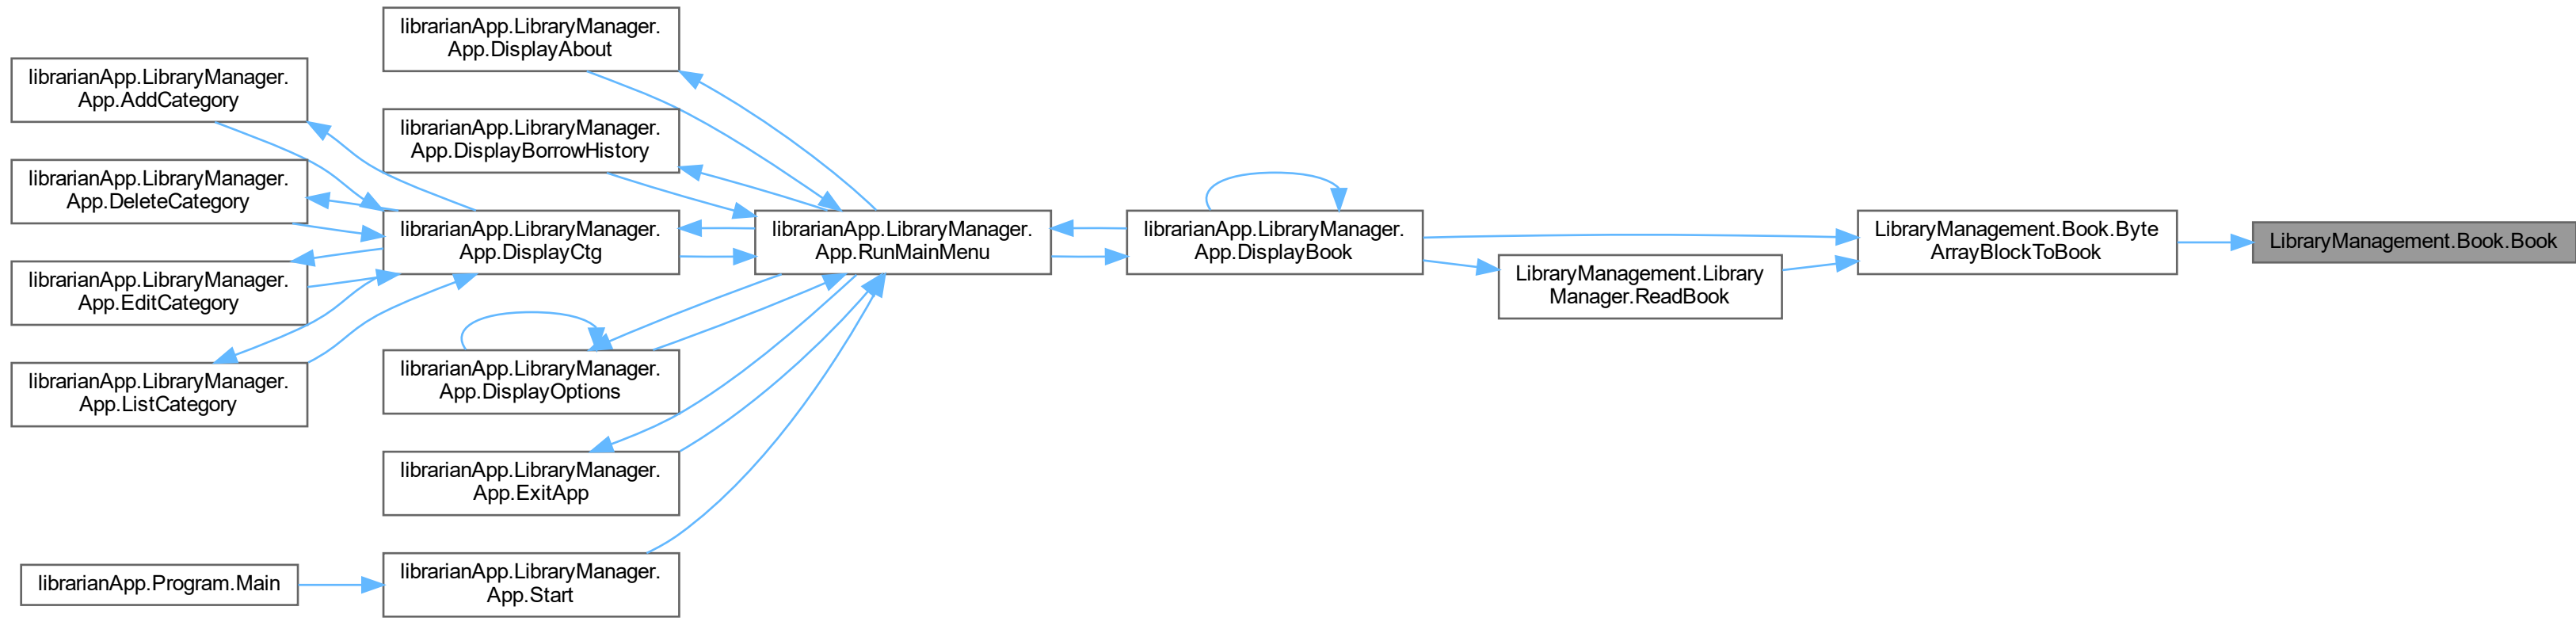 librarianApp.LibraryManager.
App.AddCategory
librarianApp.LibraryManager.
App.DeleteCategory
librarianApp.LibraryManager.
App.EditCategory
librarianApp.LibraryManager.
App.ListCategory
librarianApp.Program.Main
librarianApp.LibraryManager.
App.DisplayAbout
librarianApp.LibraryManager.
App.DisplayBorrowHistory
librarianApp.LibraryManager.
App.DisplayCtg
librarianApp.LibraryManager.
App.DisplayOptions
librarianApp.LibraryManager.
App.ExitApp
librarianApp.LibraryManager.
App.Start
librarianApp.LibraryManager.
App.RunMainMenu
librarianApp.LibraryManager.
App.DisplayBook
LibraryManagement.Library
Manager.ReadBook
LibraryManagement.Book.Byte
ArrayBlockToBook
LibraryManagement.Book.Book